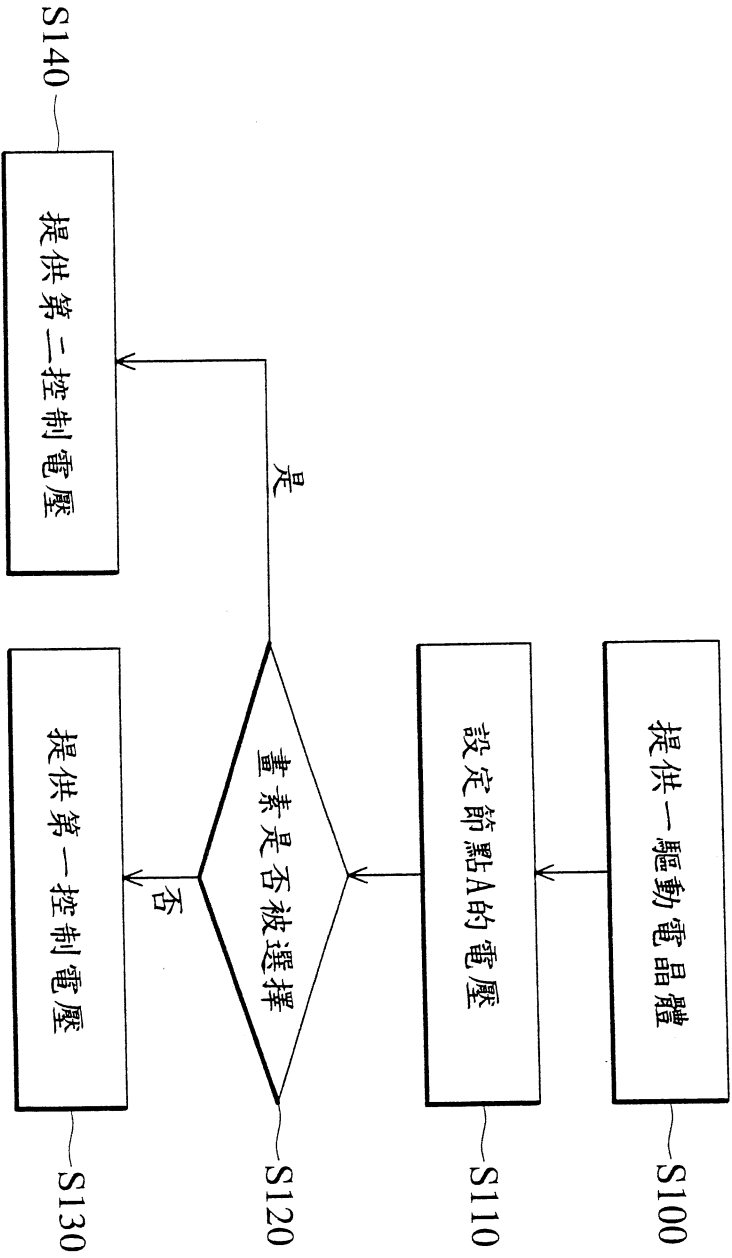 提供一驅動電晶體
S100
設定節點A的電壓
S110
畫素是否被選擇
S120
是
否
提供第二控制電壓
S140
提供第一控制電壓
S130